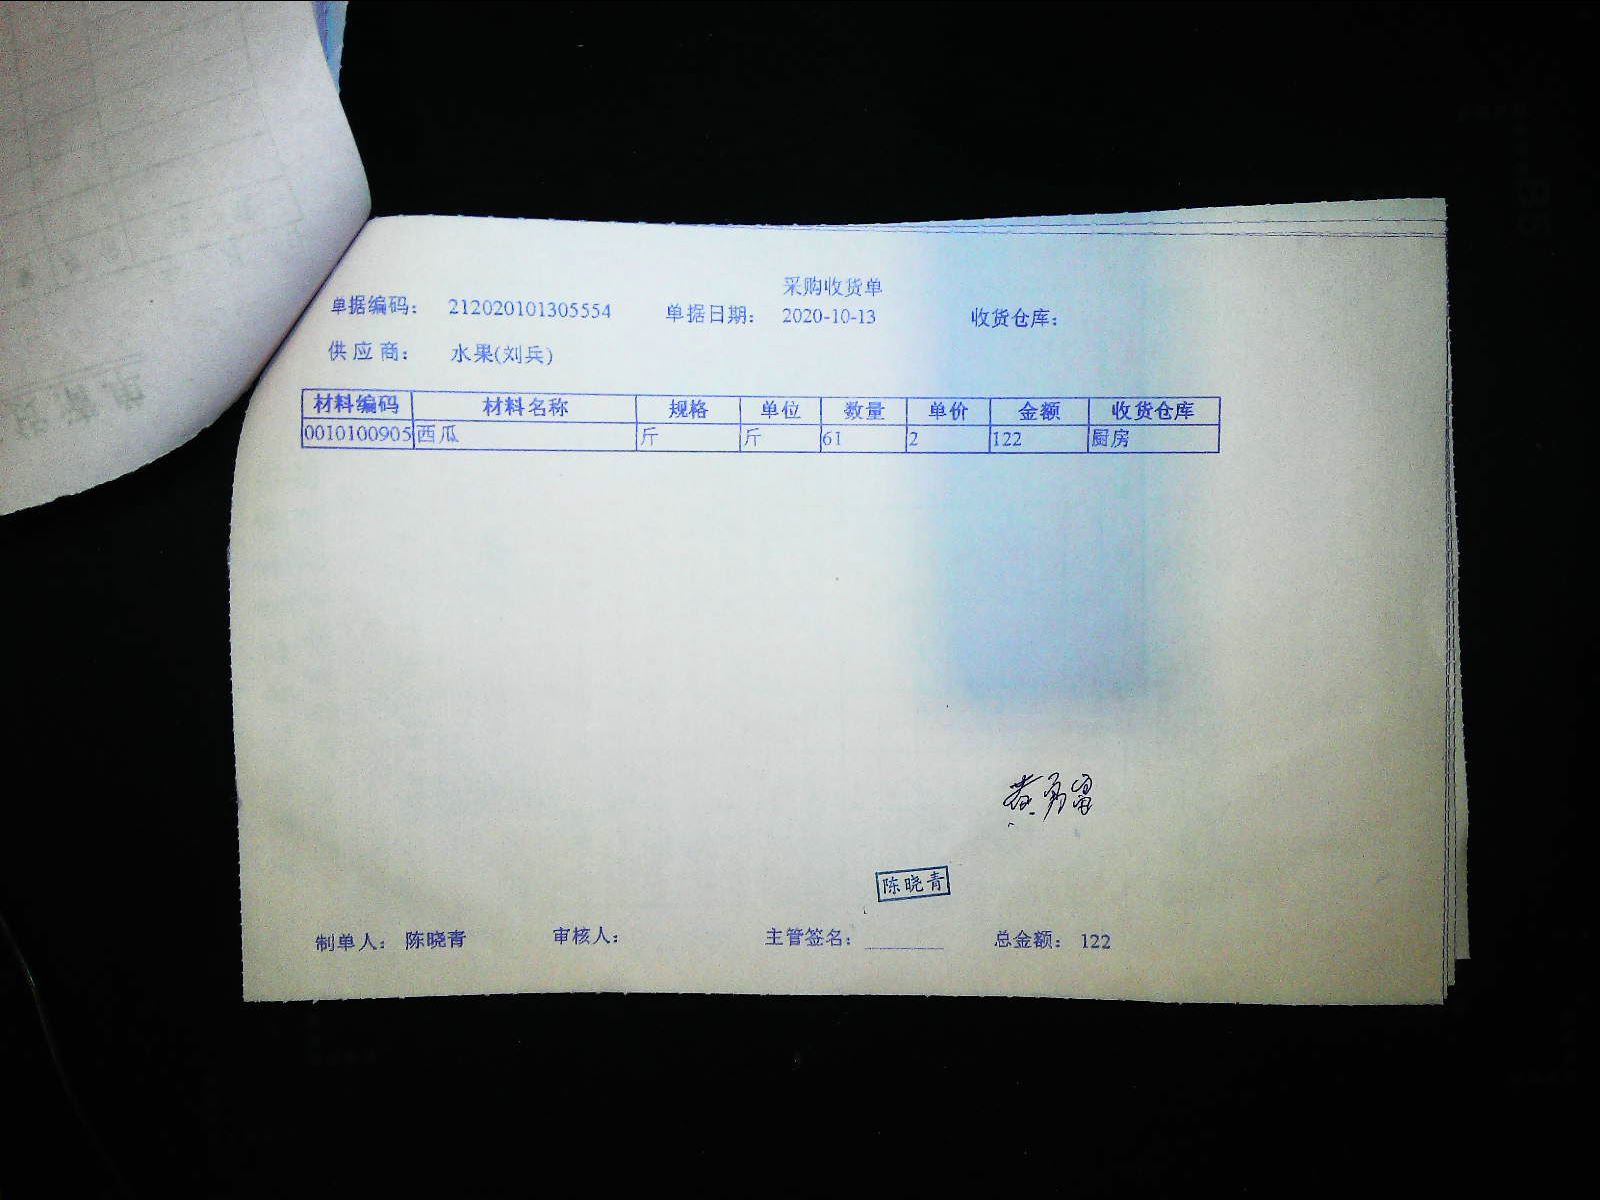 采购收货单
单据编码： 212020101305554 单据日期： 2020-10-13 收货仓库：
供应商： 水果(刘兵)
材料编码 材料名称 规格 单位 数量 单价 金额 收货仓库
0010100905 西瓜 斤 斤 61 2 122 厨房
陈晓青
制单人： 陈晓青 审核人： 主管签名： 总金额： 122